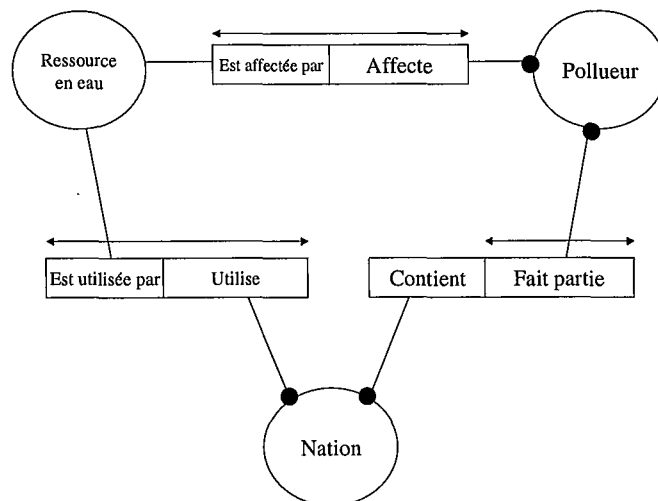 Ressource
en eau
Est affectée par
Affecte
Pollueur
Est utilisée par
Utilise
Contient
Fait partie
Nation